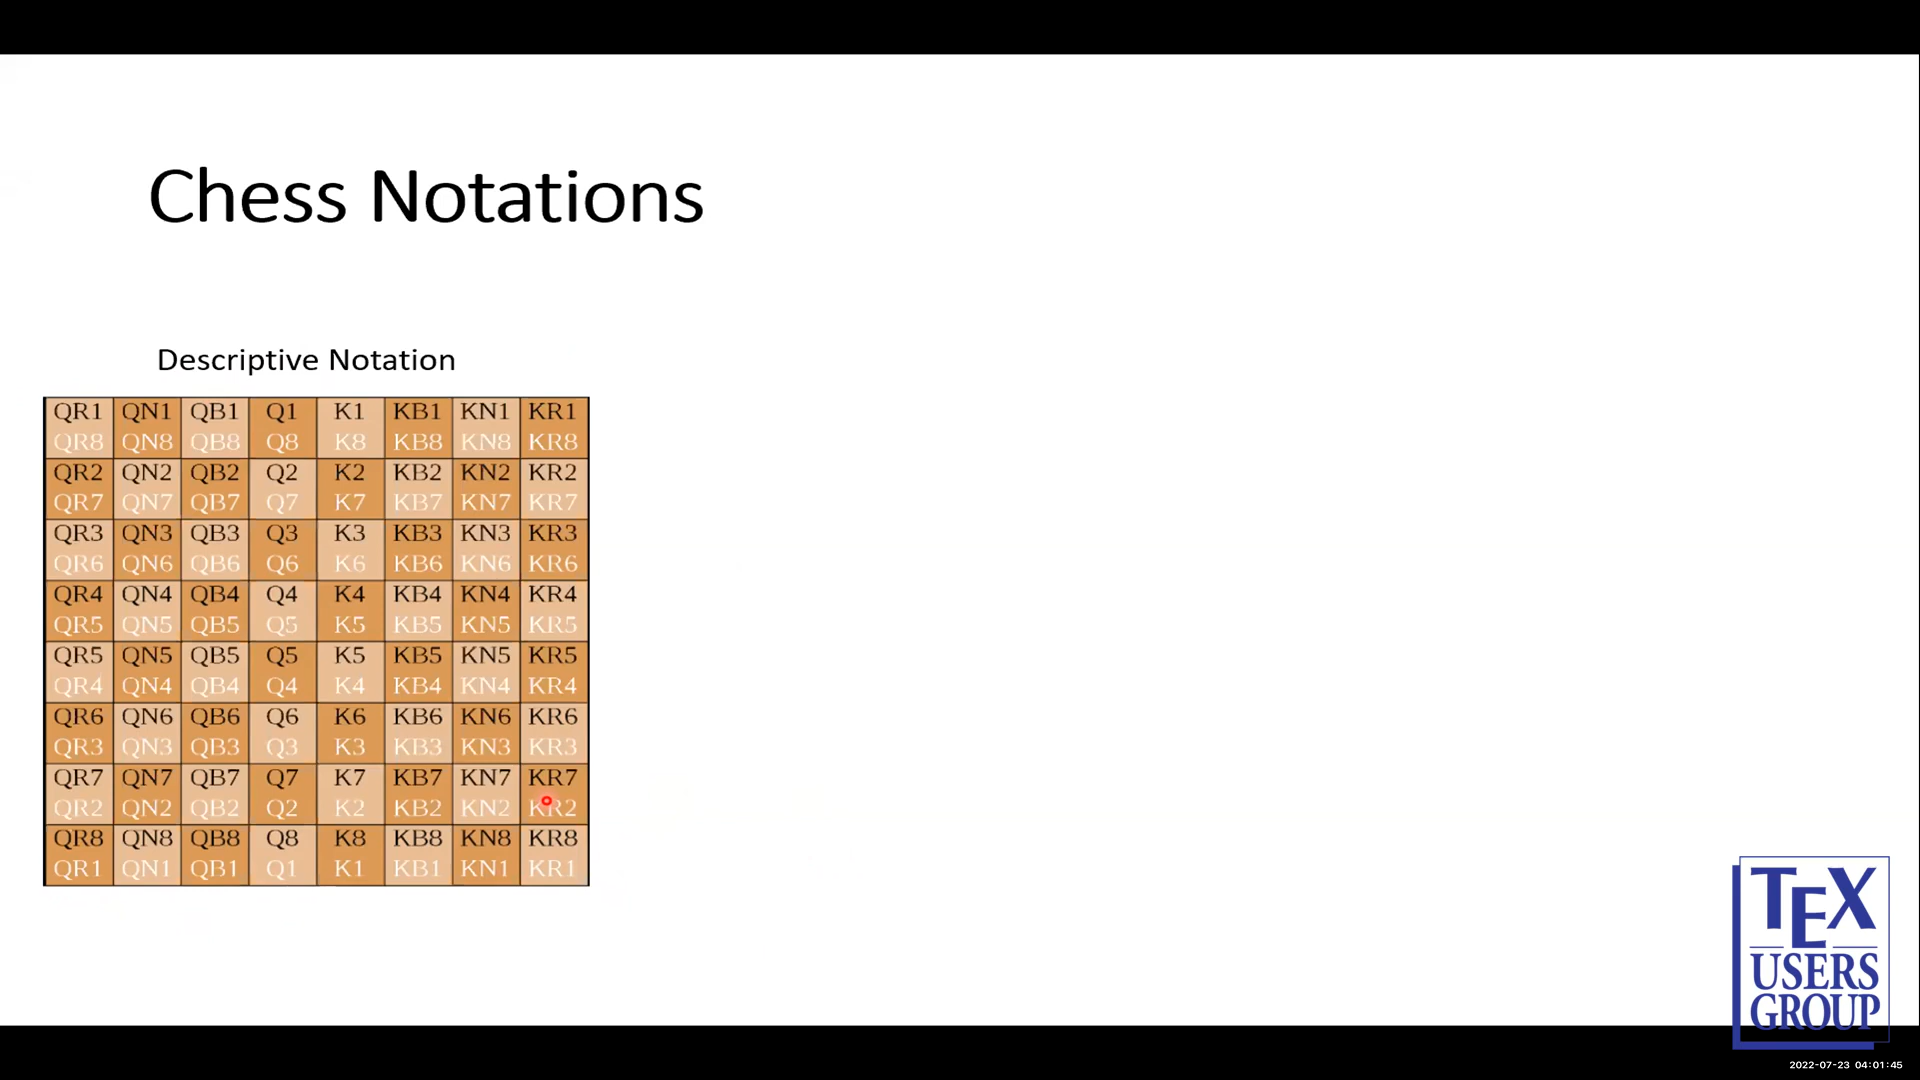 Chess Notations
Descriptive Notation
QR1 QN1 QB1 Q1 K1 KB1 KN1 KR1
QR8 QN8 QB8 Q8 K8 KB8 KN8 KR8
QR2 QN2 QB2 Q2 K2 KB2 KN2 KR2
QR7 QN7 QB7 Q7 K7 KB7 KN7 KR7
QR3 QN3 QB3 Q3 K3 KB3 KN3 KR3
QR6 QN6 QB6 Q6 K6 KB6 KN6 KR6
QR4 QN4 QB4 Q4 K4 KB4 KN4 KR4
QR5 QN5 QB5 Q5 K5 KB5 KN5 KR5
QR5 QN5 QB5 Q5 K5 KB5 KN5 KR5
QR4 QN4 QB4 Q4 K4 KB4 KN4 KR4
QR6 QN6 QB6 Q6 K6 KB6 KN6 KR6
QR3 QN3 QB3 Q3 K3 KB3 KN3 KR3
QR7 QN7 QB7 Q7 K7 KB7 KN7 KR7
QR2 QN2 QB2 Q2 K2 KB2 KN2 KR2
QR8 QN8 QB8 Q8 K8 KB8 KN8 KR8
QR1 QN1 QB1 Q1 K1 KB1 KN1 KR1
TEX
USERS
GROUP
2022-07-23 04:01:45